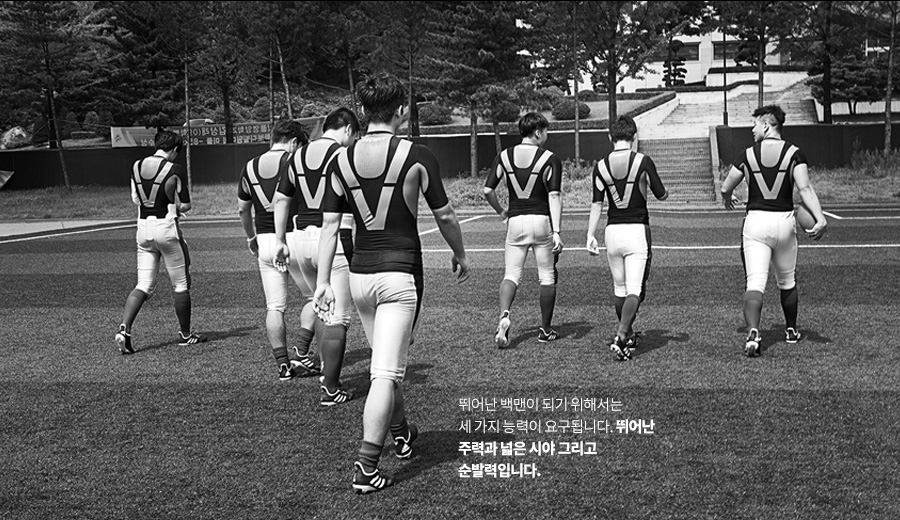 뛰어난 백맨이 되기 위해서는
세 가지 능력이 요구됩니다. 뛰어난
주력과 넓은 시야 그리고
순발력입니다.